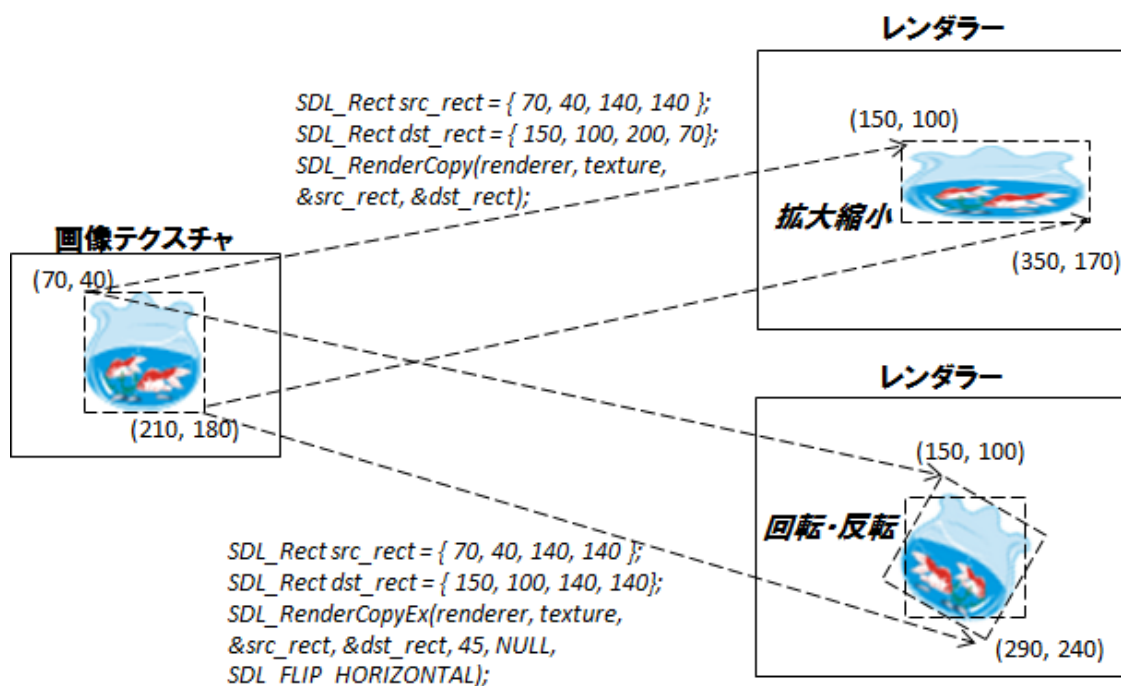 レンダラー
SDL_Rect src_rect = { 70, 40, 140, 140 };
SDL_Rect dst_rect = { 150, 100, 200, 70};
SDL_RenderCopy(renderer, texture,
&src_rect, &dst_rect);
(150, 100)
拡大縮小
(350, 170)
画像テクスチャ
(70, 40)
(210, 180)
レンダラー
(150, 100)
回転・反転
(290, 240)
SDL_Rect src_rect = { 70, 40, 140, 140 };
SDL_Rect dst_rect = { 150, 100, 140, 140};
SDL_RenderCopyEx(renderer, texture,
&src_rect, &dst_rect, 45, NULL,
SDL_FLIP_HORIZONTAL);